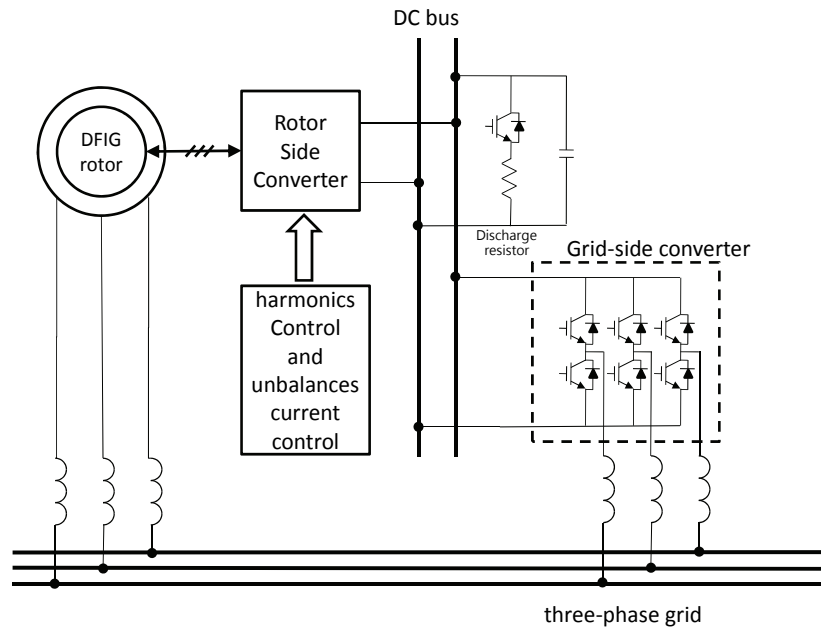 DC bus
DFIG
rotor
Rotor
Side
Converter
Discharge
resistor
Grid-side converter
harmonics
Control
and
unbalances
current
control
three-phase grid